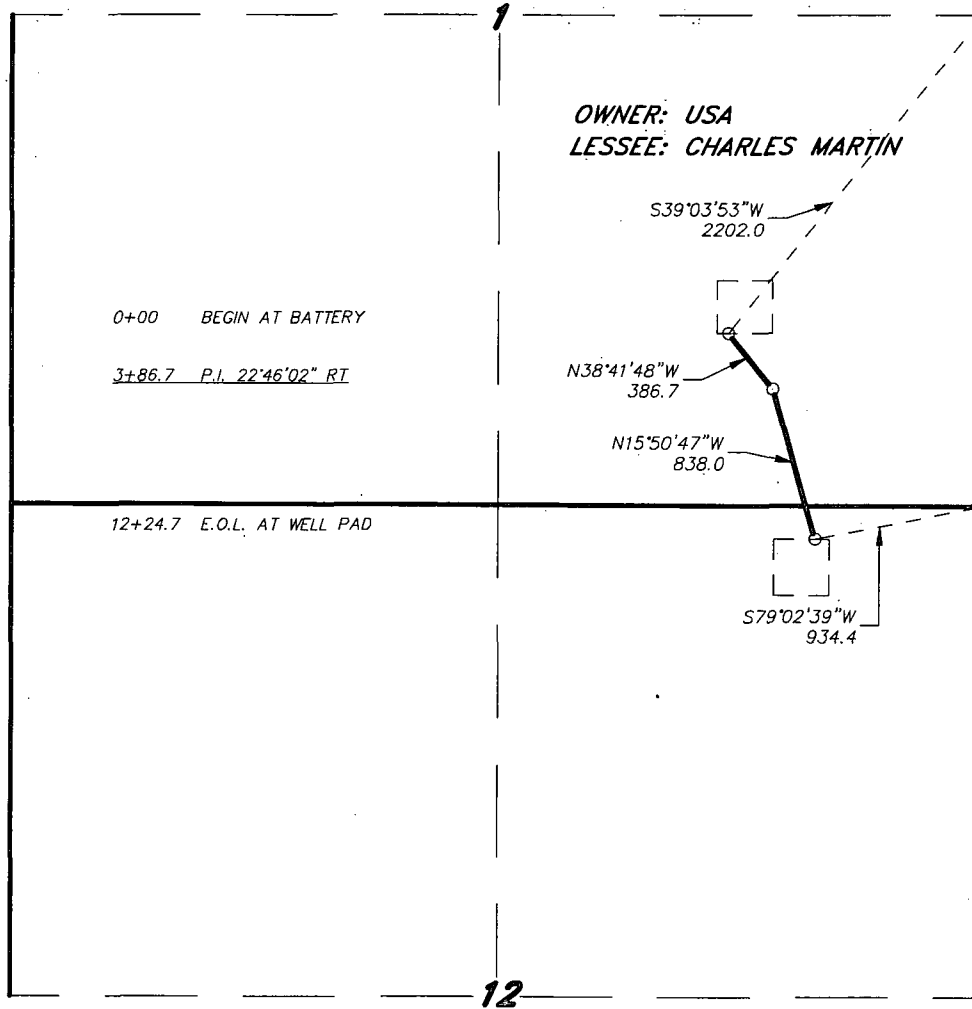 1
OWNER: USA
LESSEE: CHARLES MARTIN
S39°03'53"W
2202.0
0+00 BEGIN AT BATTERY
3+86.7 P.I. 22°46'02" RT
N38°41'48"W
386.7
N15°50'47"W
838.0
12+24.7 E.O.L. AT WELL PAD
S79°02'39"W
934.4
12